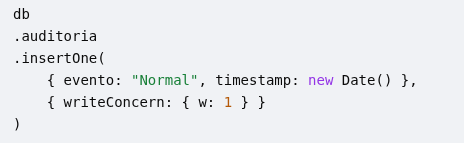 db
.auditoria
.insertOne(
    { evento: "Normal", timestamp: new Date() },
    { writeConcern: { w: 1 } }
)